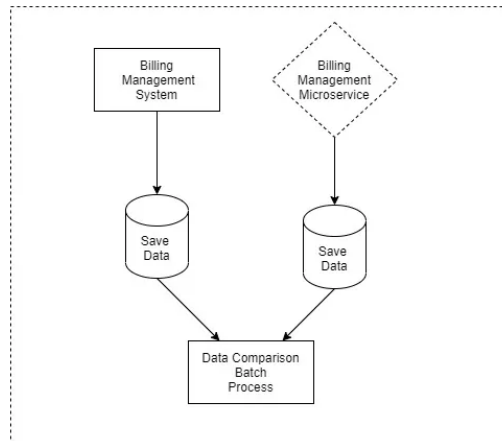 Billing
Management
System
Billing
Management
Microservice
Save
Data
Save
Data
Data Comparison
Batch
Process